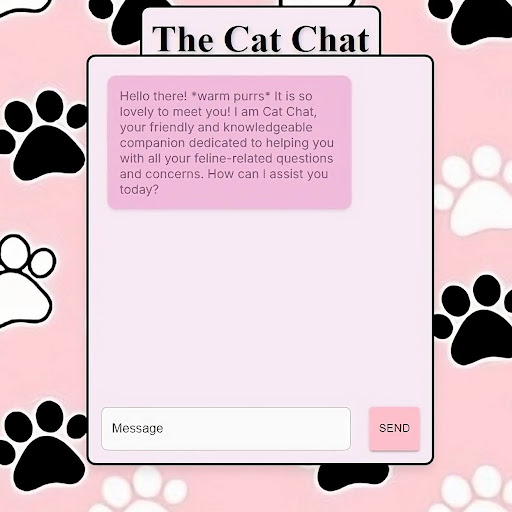 The Cat Chat
Hello there! *warm purrs* It is so
lovely to meet you! I am Cat Chat,
your friendly and knowledgeable
companion dedicated to helping you
with all your feline-related questions
and concerns. How can I assist you
today?
Message
SEND